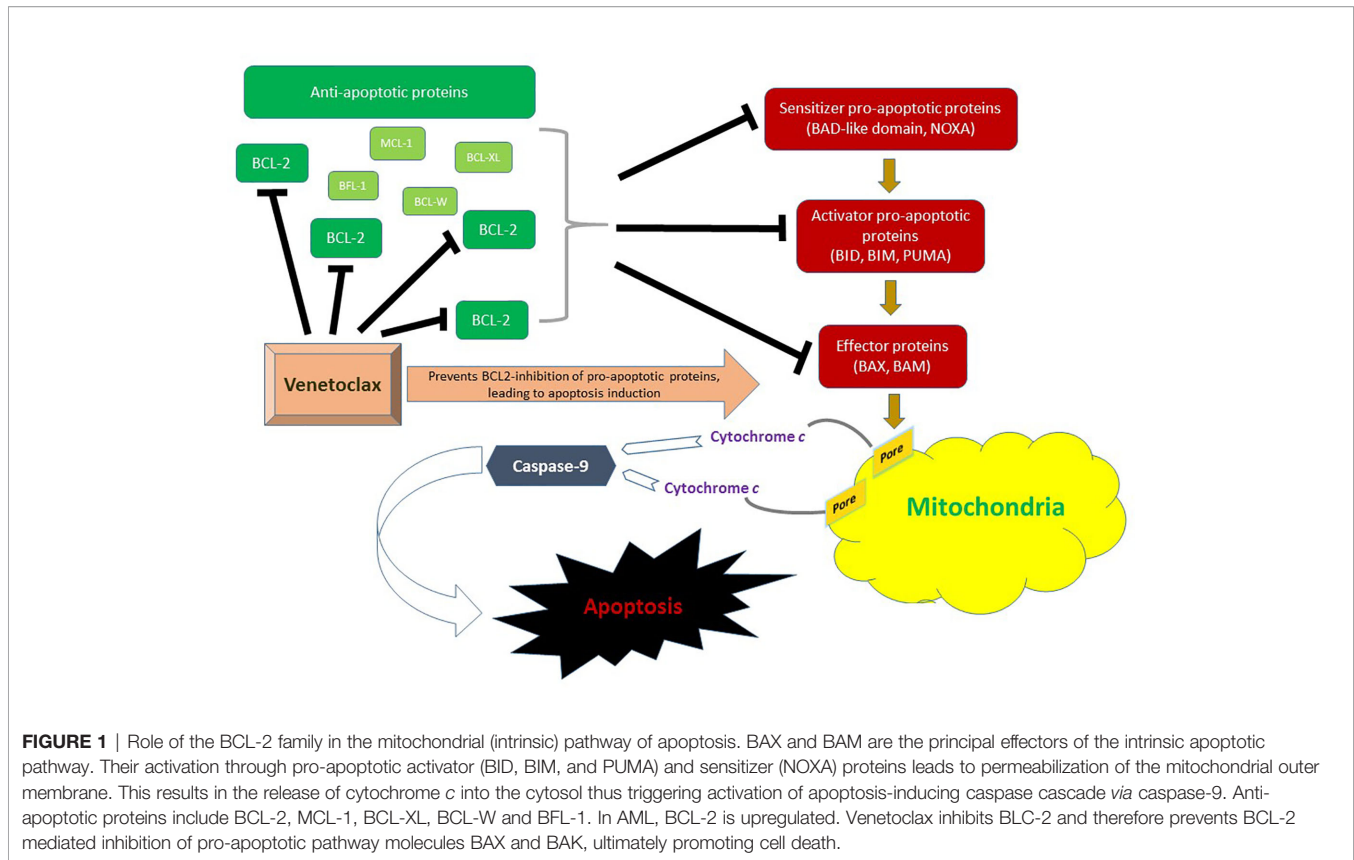 Anti-apoptotic proteins
MCL-1
BCL-2
BCL-XL
BFL-1
BCL-W
BCL-2
BCL-2
BCL-2
Venetoclax
Prevents BCL2-inhibition of pro-apoptotic proteins,
leading to apoptosis induction
Sensitizer pro-apoptotic proteins
(BAD-like domain, NOXA)
Activator pro-apoptotic
proteins
(BID, BIM, PUMA)
Effector proteins
(BAX, BAM)
Cytochrome c
Pore
Caspase-9
Cytochrome c
Pore
Mitochondria
Apoptosis
FIGURE 1 | Role of the BCL-2 family in the mitochondrial (intrinsic) pathway of apoptosis. BAX and BAM are the principal effectors of the intrinsic apoptotic
pathway. Their activation through pro-apoptotic activator (BID, BIM, and PUMA) and sensitizer (NOXA) proteins leads to permeabilization of the mitochondrial outer
membrane. This results in the release of cytochrome c into the cytosol thus triggering activation of apoptosis-inducing caspase cascade via caspase-9. Anti-
apoptotic proteins include BCL-2, MCL-1, BCL-XL, BCL-W and BFL-1. In AML, BCL-2 is upregulated. Venetoclax inhibits BLC-2 and therefore prevents BCL-2
mediated inhibition of pro-apoptotic pathway molecules BAX and BAK, ultimately promoting cell death.